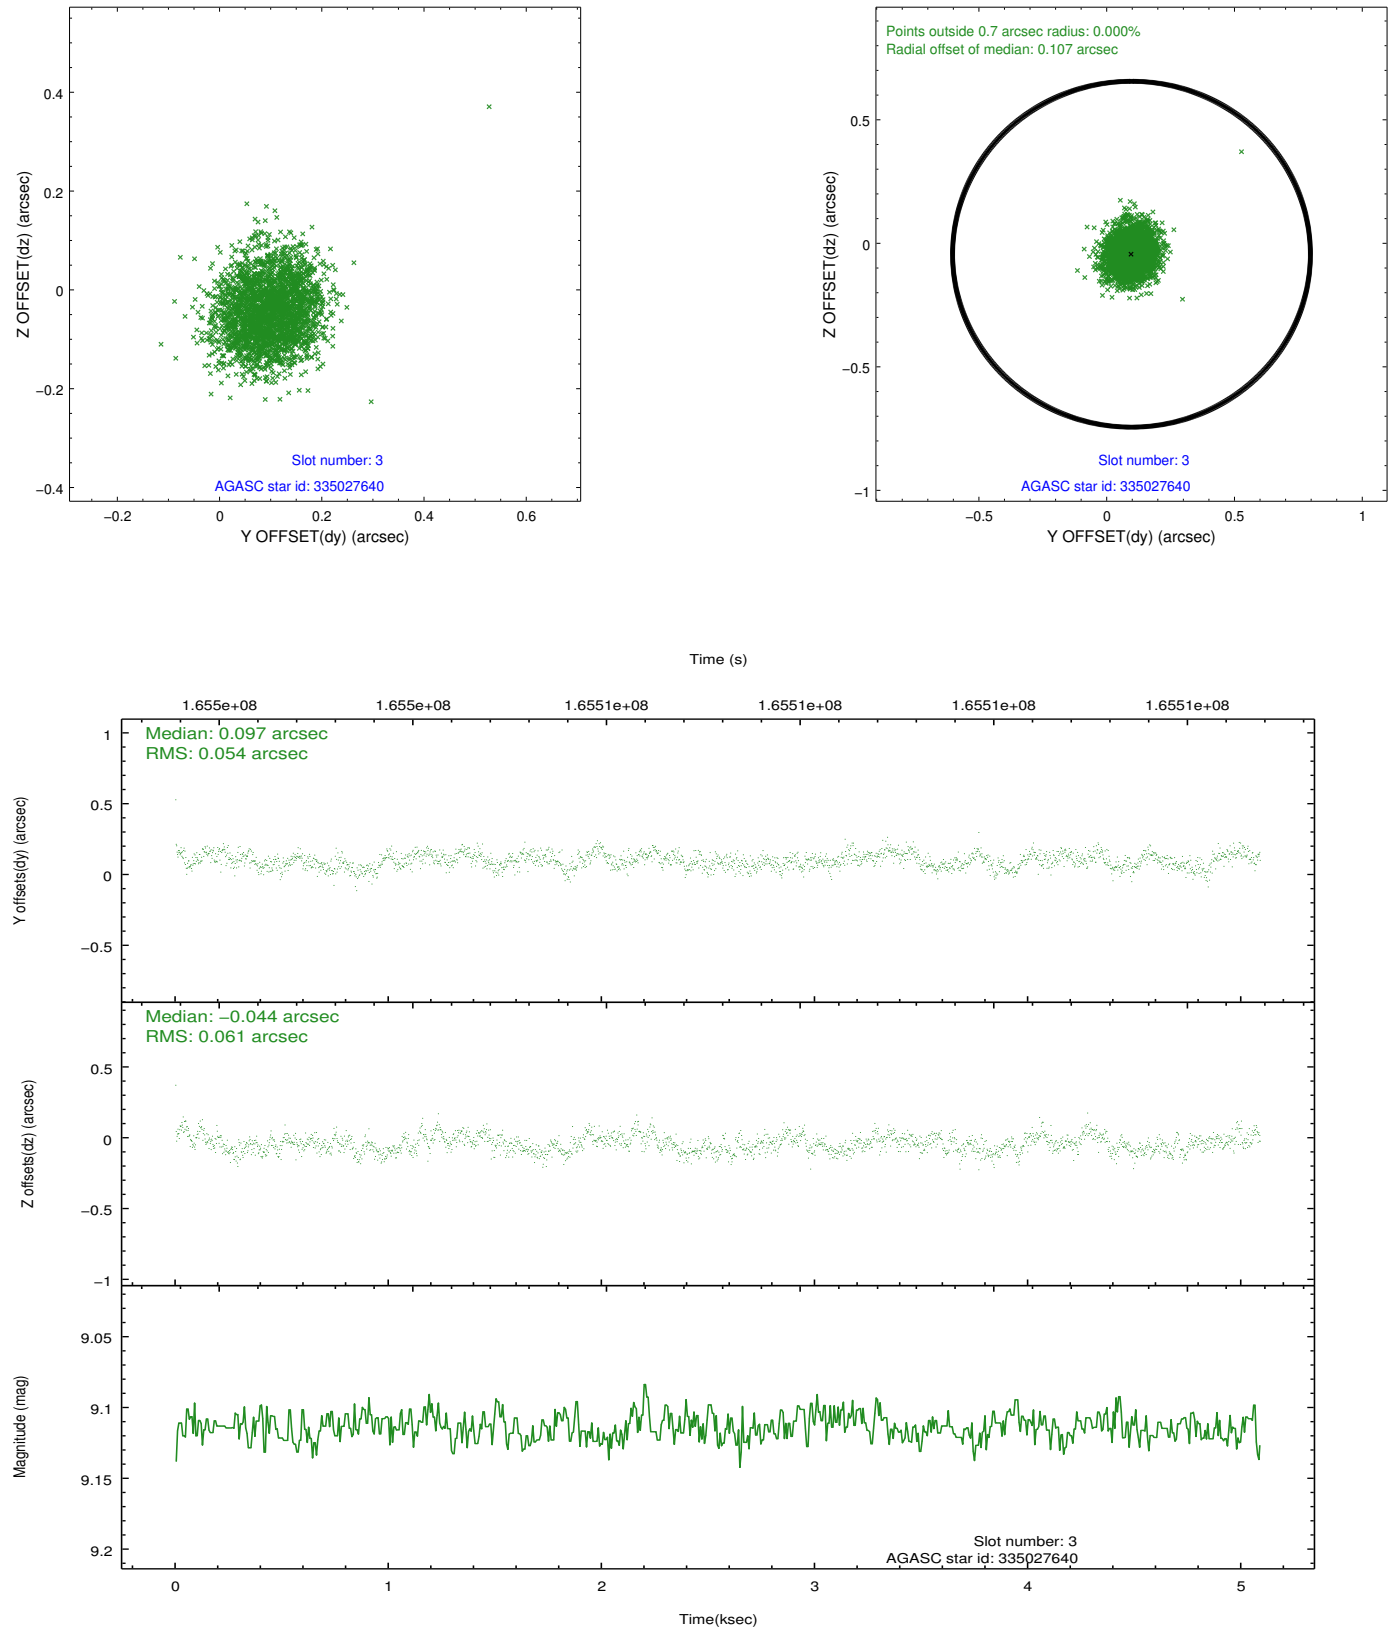 0.4
0.2
0
−0.2
−0.4
Z OFFSET(dz) (arcsec)
Slot number: 3
AGASC star id: 335027640
−0.2 0 0.2 0.4 0.6
Y OFFSET(dy) (arcsec)
Points outside 0.7 arcsec radius: 0.000%
Radial offset of median: 0.107 arcsec
0.5
0
−0.5
−1
Z OFFSET(dz) (arcsec)
Slot number: 3
AGASC star id: 335027640
−0.5 0 0.5 1
Y OFFSET(dy) (arcsec)
Time (s)
1.655e+08 1.655e+08 1.6551e+08 1.6551e+08 1.6551e+08 1.6551e+08
Median: 0.097 arcsec
RMS: 0.054 arcsec
1
0.5
0
−0.5
Y offsets(dy) (arcsec)
Median: −0.044 arcsec
RMS: 0.061 arcsec
0.5
0
−0.5
−1
Z offsets(dz) (arcsec)
9.05
9.1
9.15
9.2
Magnitude (mag)
Slot number: 3
AGASC star id: 335027640
0 1 2 3 4 5
Time(ksec)